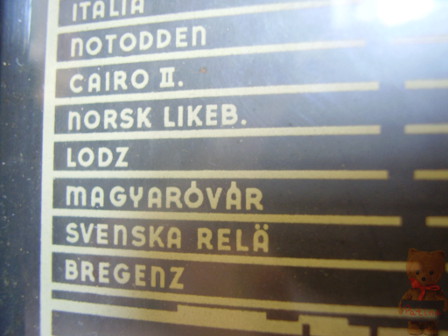 ITALIA
NOTODDEN
CAIRO II.
NORSK LIKEB.
LODZ
MAGYARÓVÁR
SVENSKA RELÄ
BREGENZ